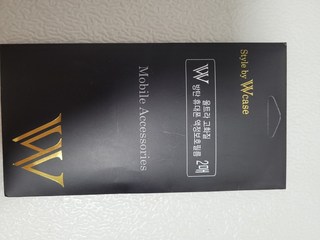 Style by Wcase
울트라 고화질
W 방탄 휴대폰 액정보호필름 2매
Mobile Accessories
W